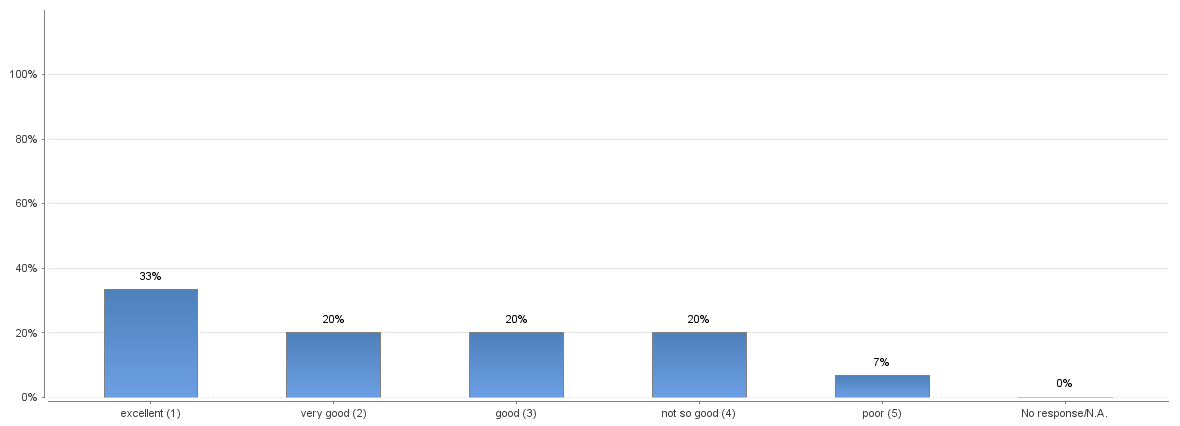 100%
80%
60%
40%
20%
0%
33%
20%
20%
20%
7%
0%
excellent (1)
very good (2)
good (3)
not so good (4)
poor (5)
No response/N.A.